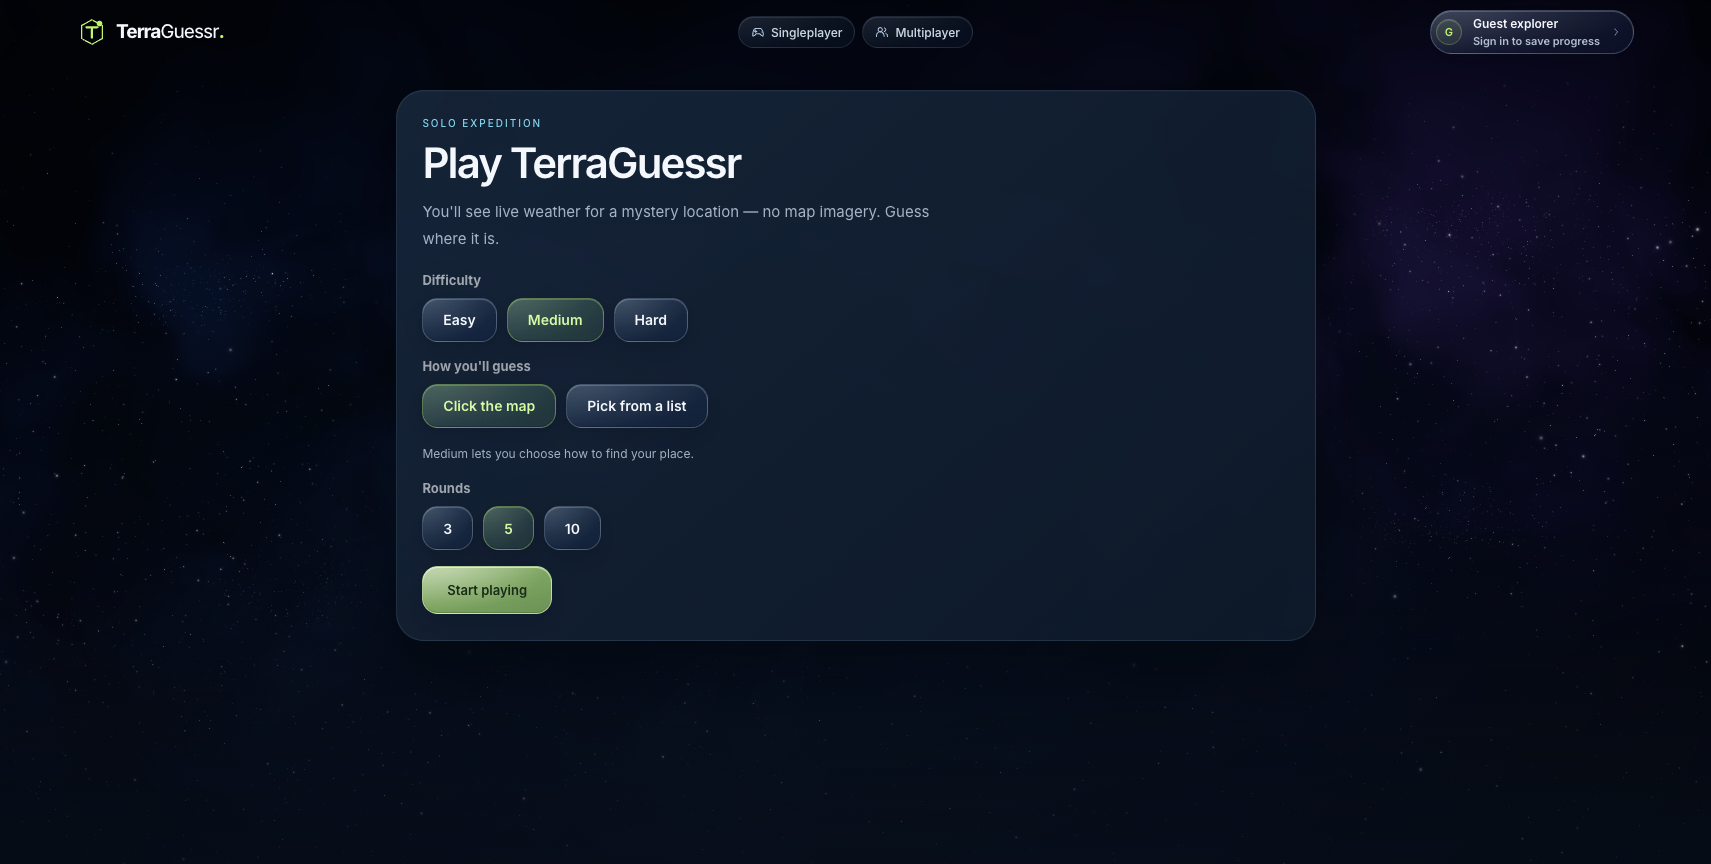 TerraGuessr.
Singleplayer
Multiplayer
G
Guest explorer
Sign in to save progress
SOLO EXPEDITION
Play TerraGuessr
You'll see live weather for a mystery location — no map imagery. Guess
where it is.
Difficulty
Easy
Medium
Hard
How you'll guess
Click the map
Pick from a list
Medium lets you choose how to find your place.
Rounds
3
5
10
Start playing